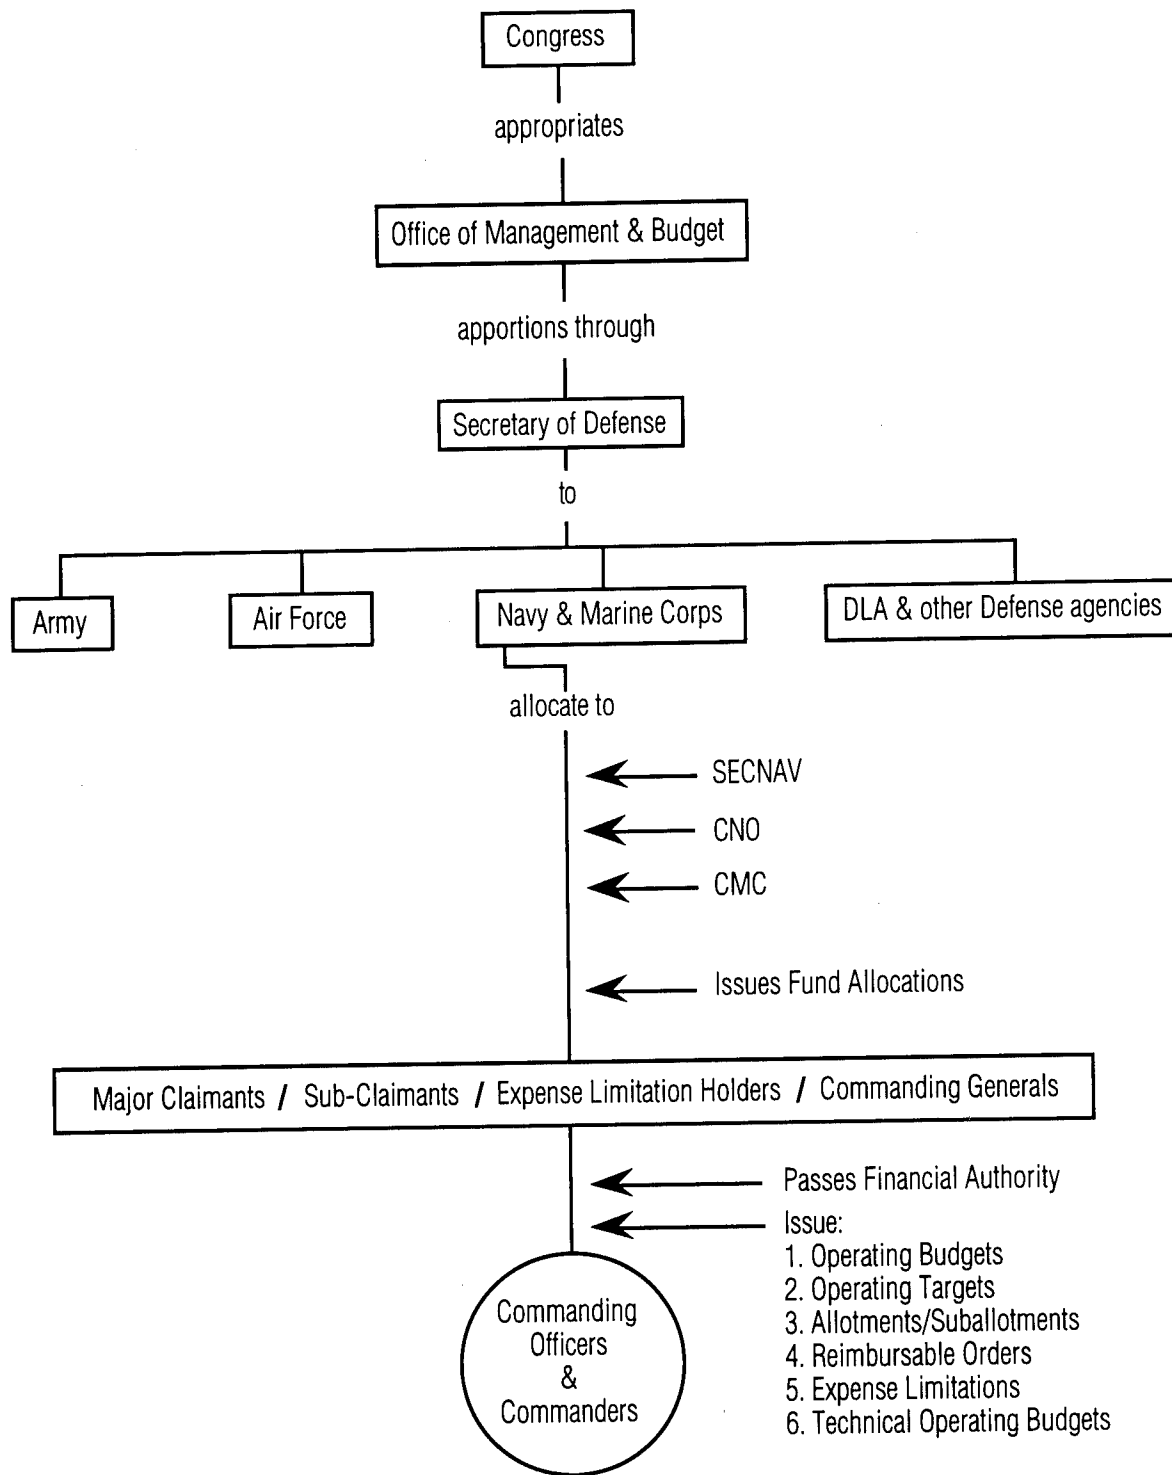 Congress
appropriates
Office of Management & Budget
apportions through
Secretary of Defense
to
Army
Air Force
Navy & Marine Corps
DLA & other Defense agencies
allocate to
SECNAV
CNO
CMC
Issues Fund Allocations
Major Claimants / Sub-Claimants / Expense Limitation Holders / Commanding Generals
Passes Financial Authority
Issue:
1. Operating Budgets
2. Operating Targets
3. Allotments/Suballotments
4. Reimbursable Orders
5. Expense Limitations
6. Technical Operating Budgets
Commanding
Officers
&
Commanders